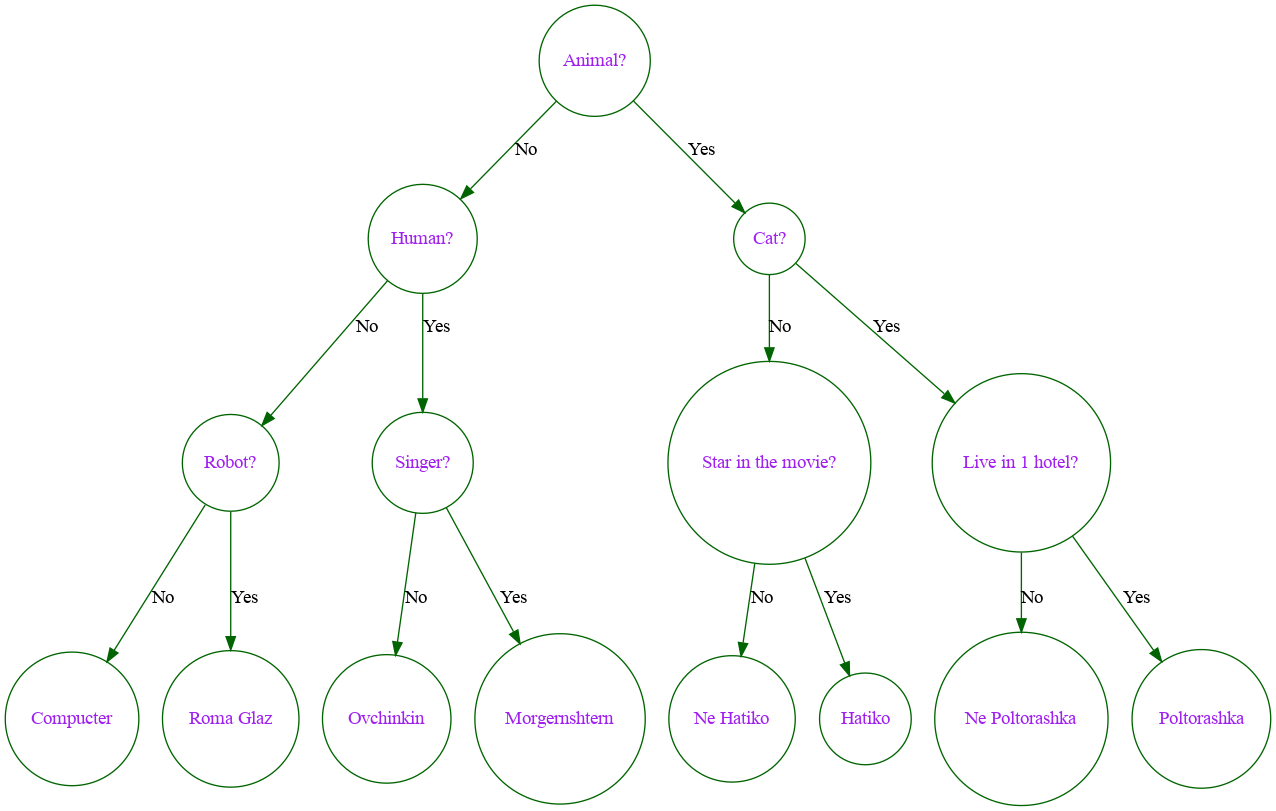 Animal?
No
Yes
Human?
Cat?
No
Yes
No
Yes
Robot?
Singer?
Star in the movie?
Live in 1 hotel?
No
Yes
No
Yes
No
Yes
No
Yes
Compucter
Roma Glaz
Ovchinkin
Morgernshtern
Ne Hatiko
Hatiko
Ne Poltorashka
Poltorashka